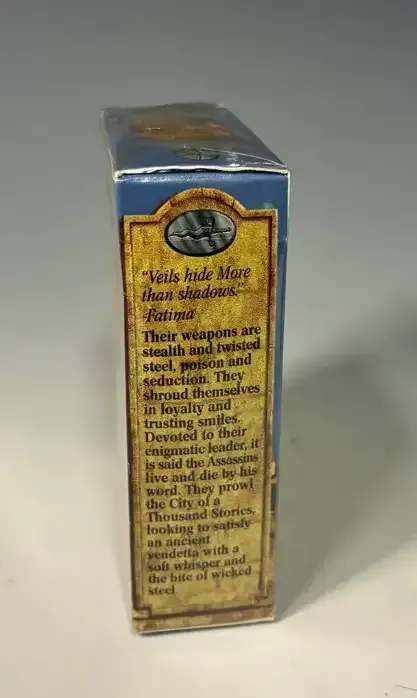 “Veils hide More
than shadows.”
-Fatima
Their weapons are
stealth and twisted
steel, poison and
seduction. They
shroud themselves
in loyalty and
trusting smiles.
Devoted to their
enigmatic leader, it
is said the Assassins
live and die by his
word. They prowl
the City of a
Thousand Stories,
looking to satisfy
an ancient
vendetta with a
soft whisper and
the bite of wicked
steel